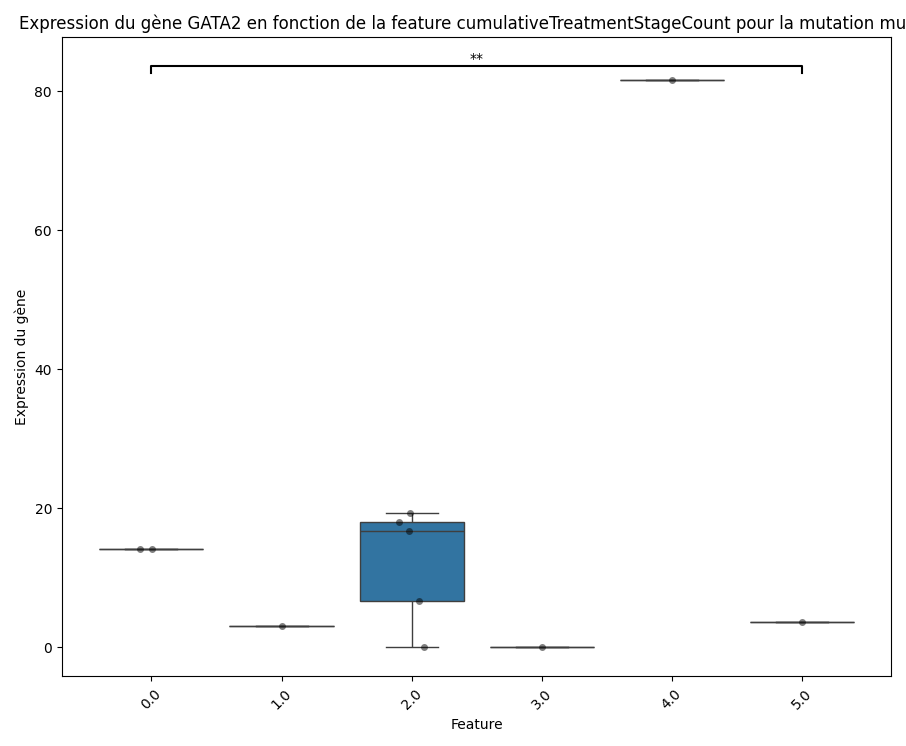 Expression du gène GATA2 en fonction de la feature cumulativeTreatmentStageCount pour la mutation mu
**
80
60
40
20
0
Expression du gène
0.0 1.0 2.0 3.0 4.0 5.0
Feature